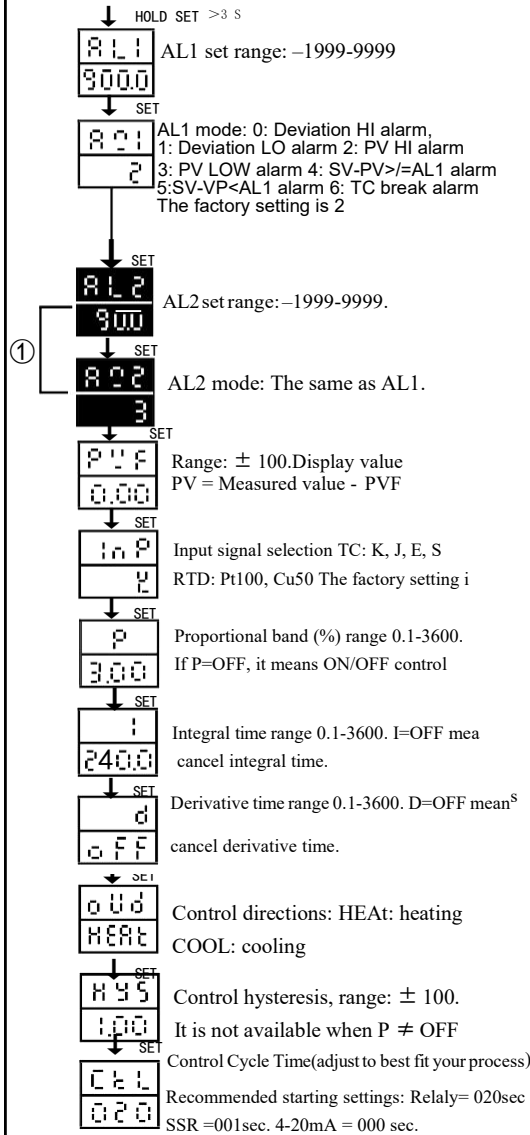 HOLD SET >3 S
AL1
AL1 set range: –1999-9999
900.0
SET
AL1 mode: 0: Deviation HI alarm,
1: Deviation LO alarm 2: PV HI alarm
3: PV LOW alarm 4: SV-PV>/=AL1 alarm
5:SV-VP<AL1 alarm 6: TC break alarm
The factory setting is 2
2
SET
AL2
AL2 set range: –1999-9999.
90.0
①
SET
AL2 mode: The same as AL1.
3
SET
Range: ± 100.Display value
PV = Measured value - PVF
0.00
SET
InP
Input signal selection TC: K, J, E, S
RTD: Pt100, Cu50 The factory setting i
SET
P
Proportional band (%) range 0.1-3600.
3.00
If P=OFF, it means ON/OFF control
SET
I
Integral time range 0.1-3600. I=OFF mea
240.0
cancel integral time.
SET
d
Derivative time range 0.1-3600. D=OFF means
oFF
cancel derivative time.
SET
oUd
Control directions: HEAt: heating
HEAt
COOL: cooling
SET
HYS
Control hysteresis, range: ± 100.
1.00
It is not available when P ≠ OFF
SET
Control Cycle Time(adjust to best fit your process)
CtL
Recommended starting settings: Relaly= 020sec
020
SSR =001sec. 4-20mA = 000 sec.